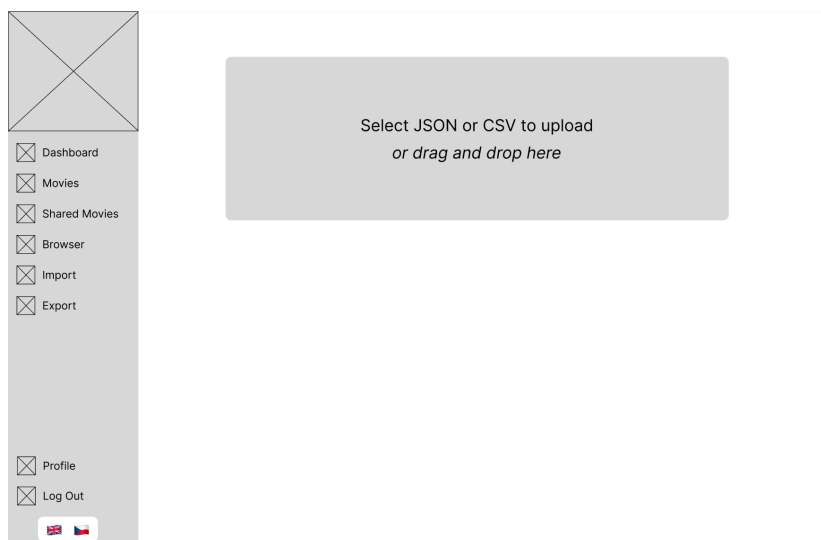 Dashboard
Movies
Shared Movies
Browser
Import
Export
Profile
Log Out
Select JSON or CSV to upload
or drag and drop here